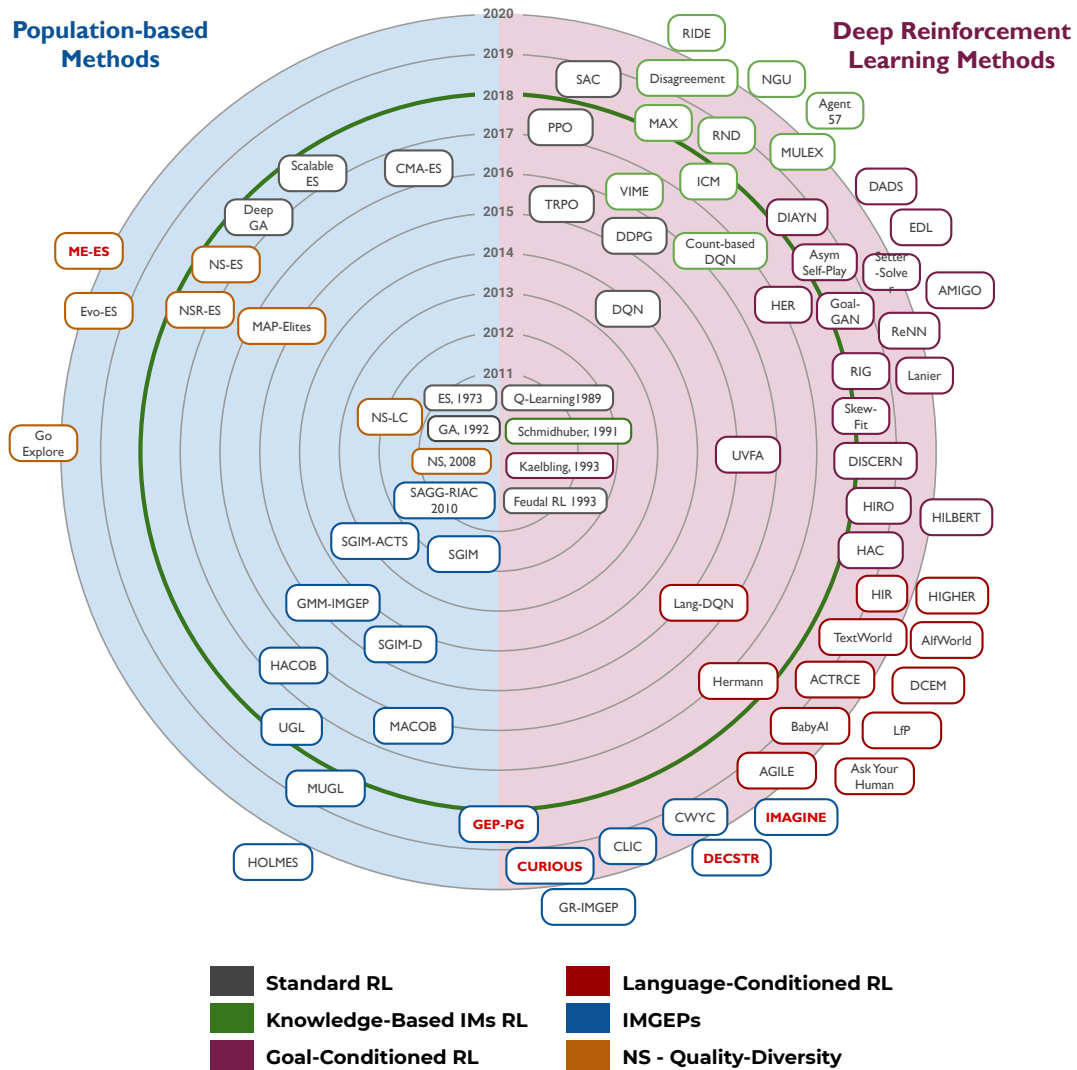 Population-based
Methods
Deep Reinforcement
Learning Methods
2020
2019
2018
2017
2016
2015
2014
2013
2012
2011
RIDE
SAC
Disagreement
NGU
Agent
57
PPO
MAX
RND
MULEX
Scalable
ES
CMA-ES
VIME
ICM
DADS
Deep
GA
TRPO
DIAYN
EDL
DDPG
Count-based
DQN
ME-ES
NS-ES
Asym
Self-Play
Setter
-Solve
r
AMIGO
Evo-ES
NSR-ES
MAP-Elites
DQN
HER
Goal-
GAN
ReNN
RIG
Lanier
ES, 1973
Q-Learning1989
NS-LC
GA, 1992
Schmidhuber, 1991
Skew-
Fit
Go
Explore
NS, 2008
Kaelbling, 1993
UVFA
DISCERN
SAGG-RIAC
2010
Feudal RL 1993
HIRO
HILBERT
SGIM-ACTS
SGIM
HAC
GMM-IMGEP
Lang-DQN
HIR
HIGHER
SGIM-D
TextWorld
AlfWorld
HACOB
Hermann
ACTRCE
DCEM
UGL
MACOB
BabyAI
LfP
MUGL
AGILE
Ask Your
Human
GEP-PG
CWYC
IMAGINE
HOLMES
CURIOUS
CLIC
DECSTR
GR-IMGEP
Standard RL
Knowledge-Based IMs RL
Goal-Conditioned RL
Language-Conditioned RL
IMGEPs
NS - Quality-Diversity